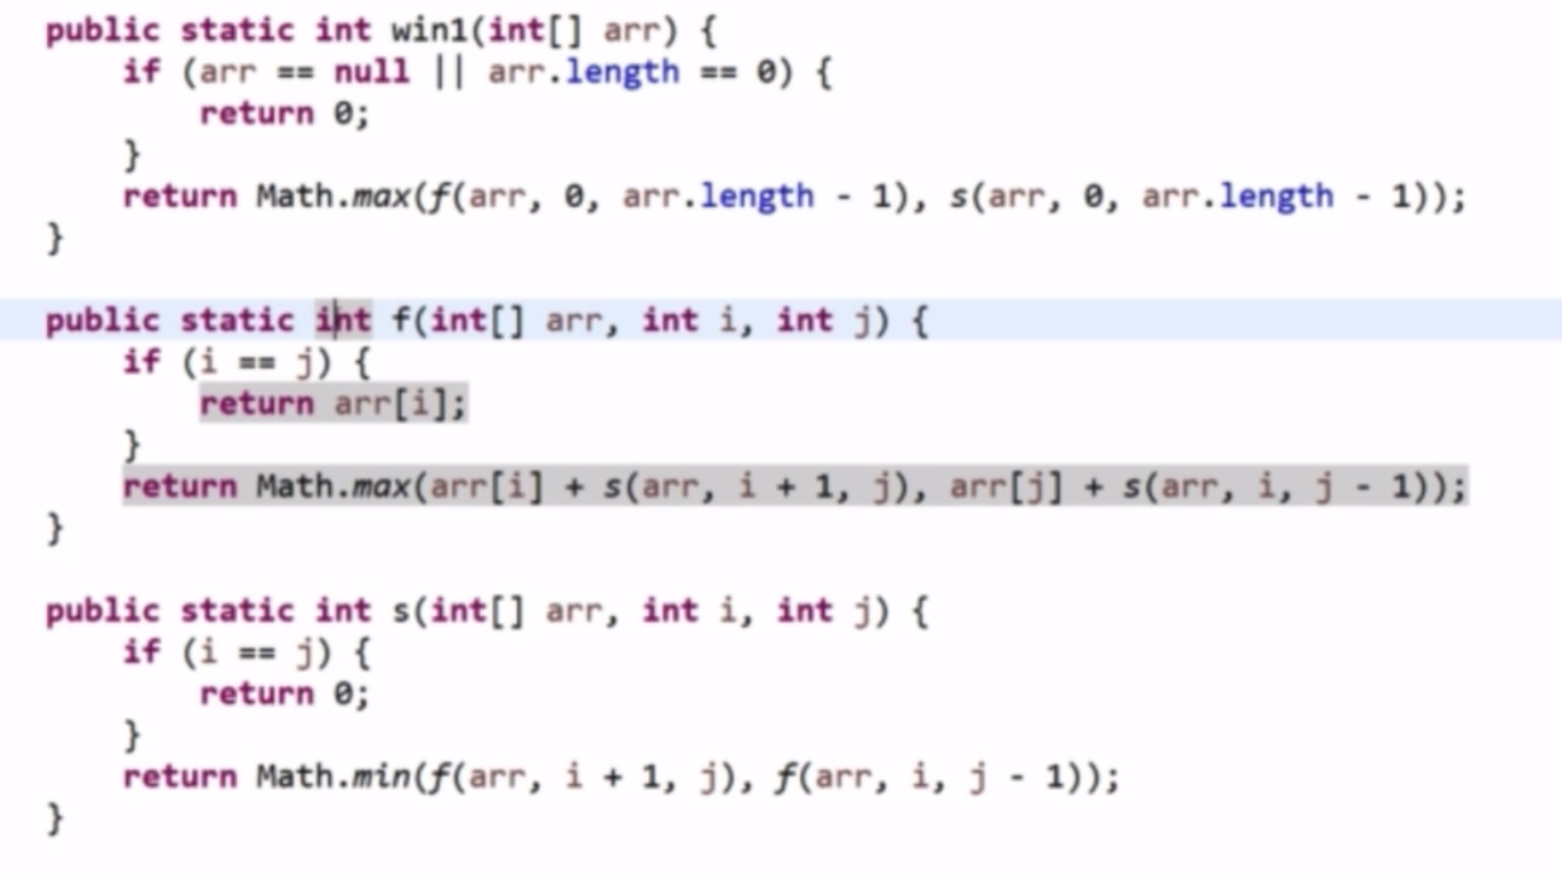 public static int win1(int[] arr) {
    if (arr == null || arr.length == 0) {
        return 0;
    }
    return Math.max(f(arr, 0, arr.length - 1), s(arr, 0, arr.length - 1));
}

public static int f(int[] arr, int i, int j) {
    if (i == j) {
        return arr[i];
    }
    return Math.max(arr[i] + s(arr, i + 1, j), arr[j] + s(arr, i, j - 1));
}

public static int s(int[] arr, int i, int j) {
    if (i == j) {
        return 0;
    }
    return Math.min(f(arr, i + 1, j), f(arr, i, j - 1));
}